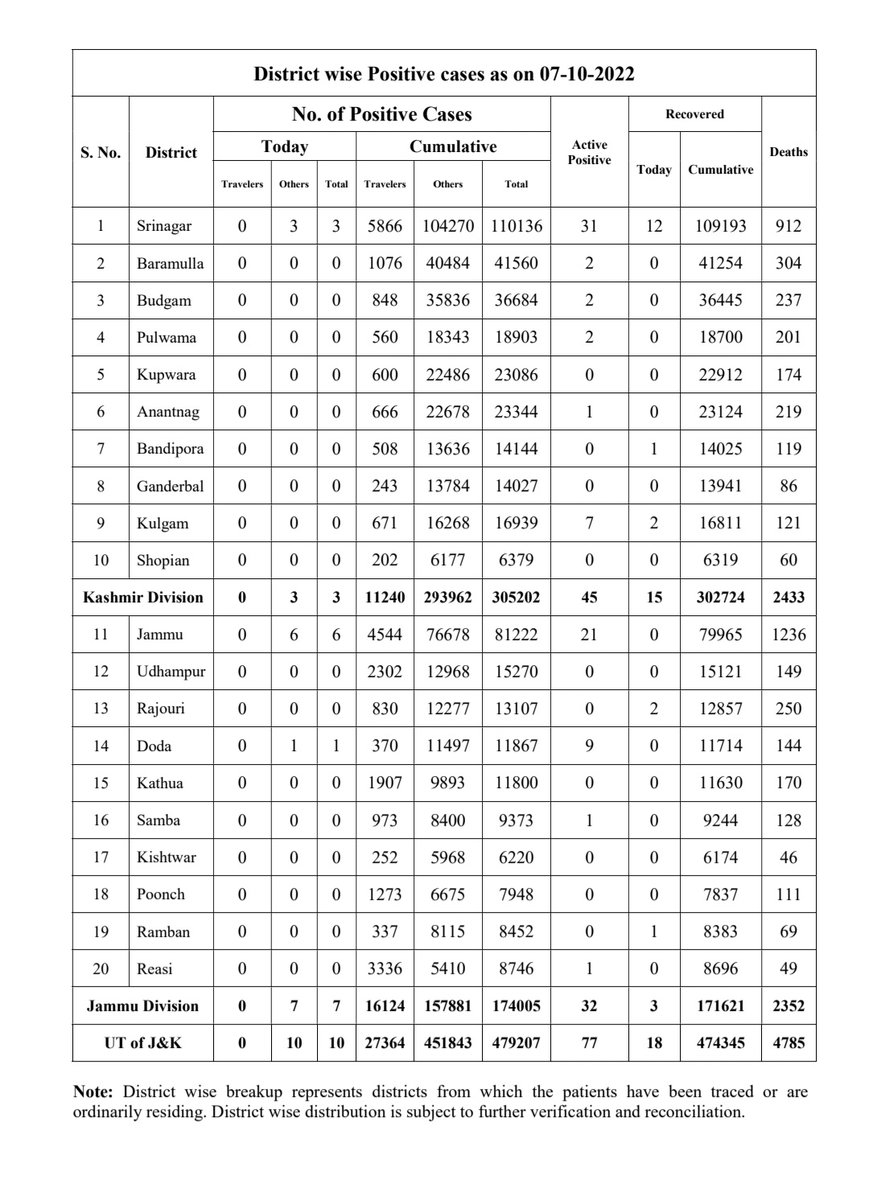 District wise Positive cases as on 07-10-2022
S. No. District No. of Positive Cases Active Positive Recovered Deaths
Today Cumulative Today Cumulative
Travelers Others Total Travelers Others Total
1 Srinagar 0 3 3 5866 104270 110136 31 12 109193 912
2 Baramulla 0 0 0 1076 40484 41560 2 0 41254 304
3 Budgam 0 0 0 848 35836 36684 2 0 36445 237
4 Pulwama 0 0 0 560 18343 18903 2 0 18700 201
5 Kupwara 0 0 0 600 22486 23086 0 0 22912 174
6 Anantnag 0 0 0 666 22678 23344 1 0 23124 219
7 Bandipora 0 0 0 508 13636 14144 0 1 14025 119
8 Ganderbal 0 0 0 243 13784 14027 0 0 13941 86
9 Kulgam 0 0 0 671 16268 16939 7 2 16811 121
10 Shopian 0 0 0 202 6177 6379 0 0 6319 60
Kashmir Division 0 3 3 11240 293962 305202 45 15 302724 2433
11 Jammu 0 6 6 4544 76678 81222 21 0 79965 1236
12 Udhampur 0 0 0 2302 12968 15270 0 0 15121 149
13 Rajouri 0 0 0 830 12277 13107 0 2 12857 250
14 Doda 0 1 1 370 11497 11867 9 0 11714 144
15 Kathua 0 0 0 1907 9893 11800 0 0 11630 170
16 Samba 0 0 0 973 8400 9373 1 0 9244 128
17 Kishtwar 0 0 0 252 5968 6220 0 0 6174 46
18 Poonch 0 0 0 1273 6675 7948 0 0 7837 111
19 Ramban 0 0 0 337 8115 8452 0 1 8383 69
20 Reasi 0 0 0 3336 5410 8746 1 0 8696 49
Jammu Division 0 7 7 16124 157881 174005 32 3 171621 2352
UT of J&K 0 10 10 27364 451843 479207 77 18 474345 4785
Note: District wise breakup represents districts from which the patients have been traced or are
ordinarily residing. District wise distribution is subject to further verification and reconciliation.